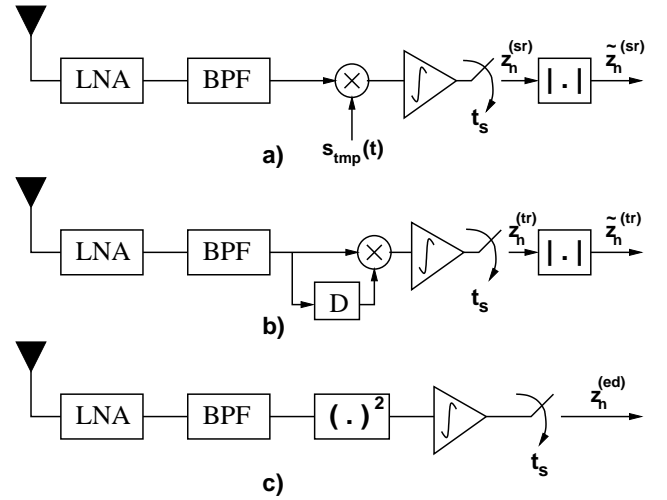 LNA BPF × ∫ z_n^(sr) | . | z̃_n^(sr)
t_s
s_tmp(t)
a)
LNA BPF × ∫ z_n^(tr) | . | z̃_n^(tr)
D t_s
b)
LNA BPF ( . )² ∫ z_n^(ed)
t_s
c)